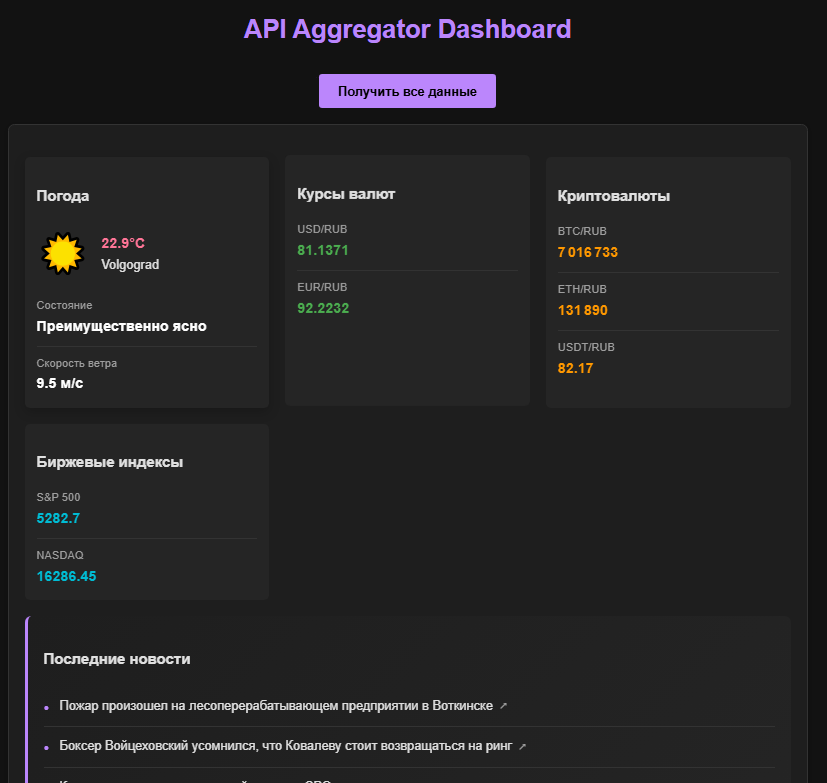 API Aggregator Dashboard
Получить все данные
Погода
22.9°C
Volgograd
Состояние
Преимущественно ясно
Скорость ветра
9.5 м/с
Курсы валют
USD/RUB
81.1371
EUR/RUB
92.2232
Криптовалюты
BTC/RUB
7 016 733
ETH/RUB
131 890
USDT/RUB
82.17
Биржевые индексы
S&P 500
5282.7
NASDAQ
16286.45
Последние новости
• Пожар произошел на лесоперерабатывающем предприятии в Воткинске ↗
• Боксер Войцеховский усомнился, что Ковалеву стоит возвращаться на ринг ↗